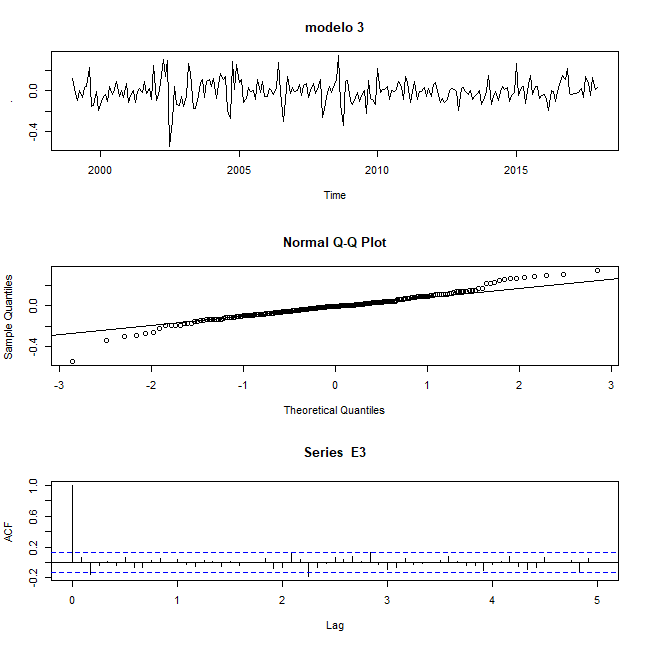 modelo 3
0.0
-0.4
2000 2005 2010 2015
Time
Normal Q-Q Plot
Sample Quantiles
0.0
-0.4
-3 -2 -1 0 1 2 3
Theoretical Quantiles
Series E3
ACF
1.0
0.6
0.2
-0.2
0 1 2 3 4 5
Lag